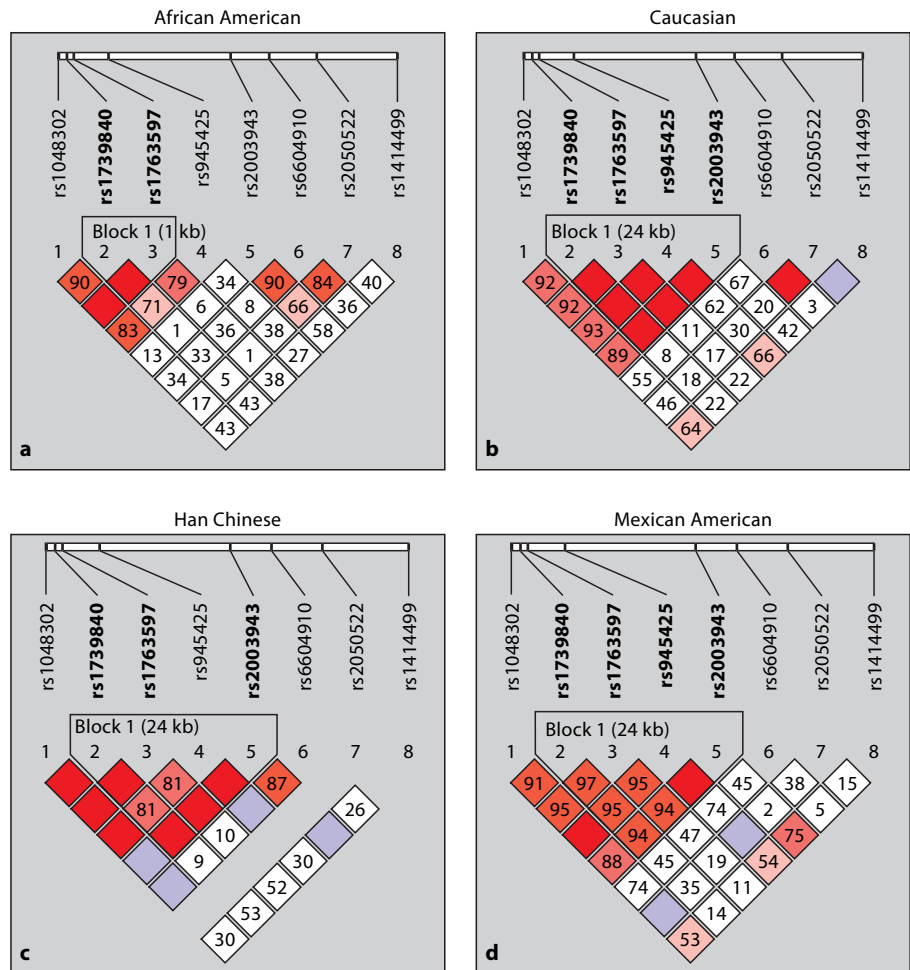 African American
rs1048302
rs1739840
rs1763597
rs945425
rs2003943
rs6604910
rs2050522
rs1414499
Block 1 (1 kb)
1 2 3 4 5 6 7 8
90 79 34 90 84 40
71 6 8 66 36
83 1 36 38 58
13 33 1 27
34 5 38
17 43
43
a
Caucasian
rs1048302
rs1739840
rs1763597
rs945425
rs2003943
rs6604910
rs2050522
rs1414499
Block 1 (24 kb)
1 2 3 4 5 6 7 8
92 67
92 62 20 3
93 11 30 42
89 8 17 66
55 18 22
46 22
64
b
Han Chinese
rs1048302
rs1739840
rs1763597
rs945425
rs2003943
rs6604910
rs2050522
rs1414499
Block 1 (24 kb)
1 2 3 4 5 6 7 8
81 87
81 26
10
9 30
52
53
30
c
Mexican American
rs1048302
rs1739840
rs1763597
rs945425
rs2003943
rs6604910
rs2050522
rs1414499
Block 1 (24 kb)
1 2 3 4 5 6 7 8
91 97 95 45 38 15
95 95 94 74 2 5
94 47 75
88 45 19 54
74 35 11
14
53
d